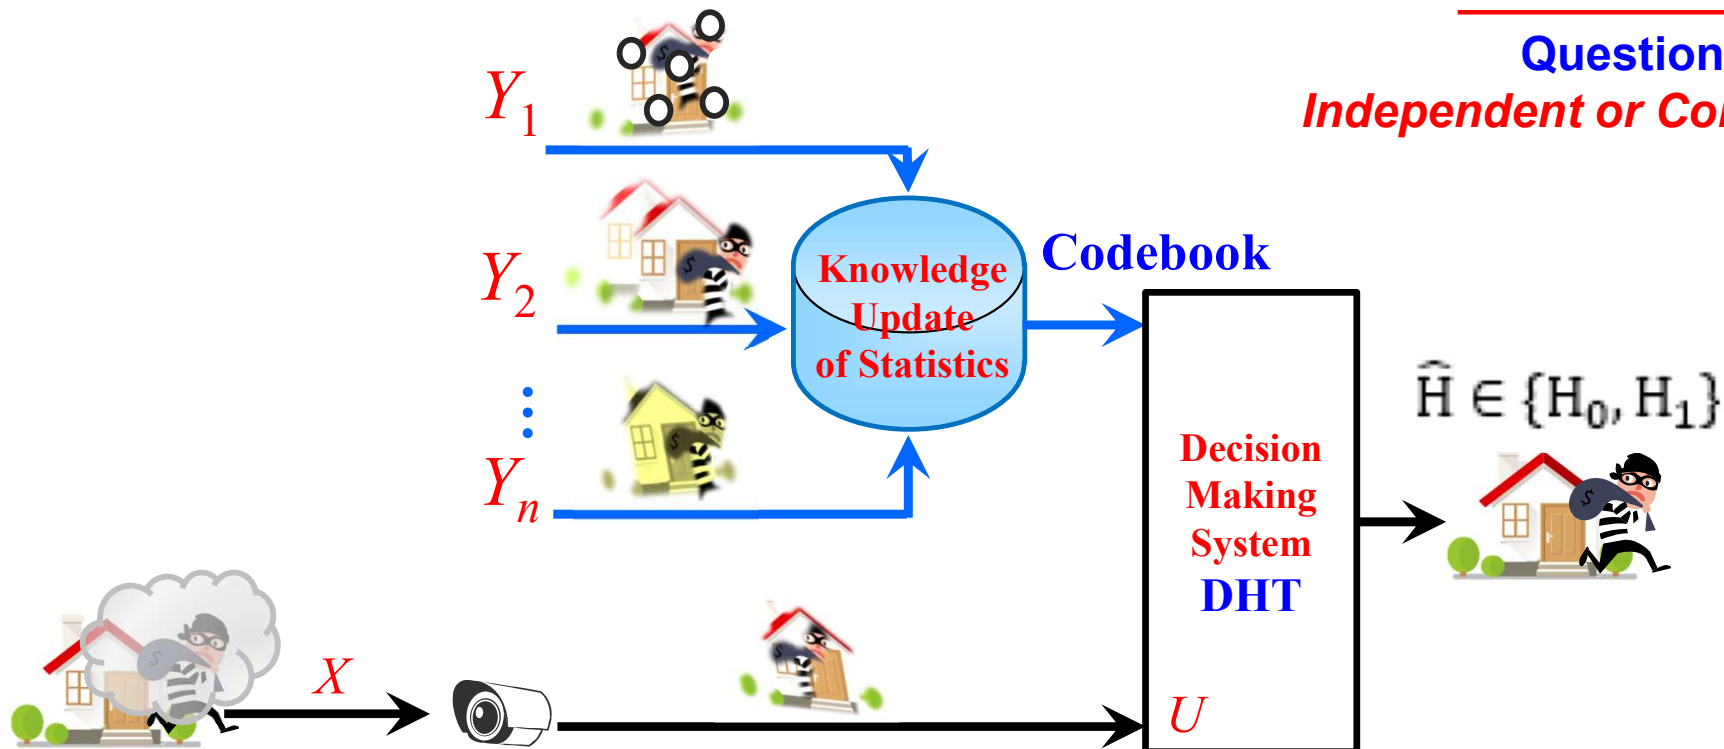 Question
Independent or Co
Y₁
Y₂
Yₙ
Knowledge
Update
of Statistics
Codebook
Ĥ ∈ {H₀, H₁}
Decision
Making
System
DHT
X
U